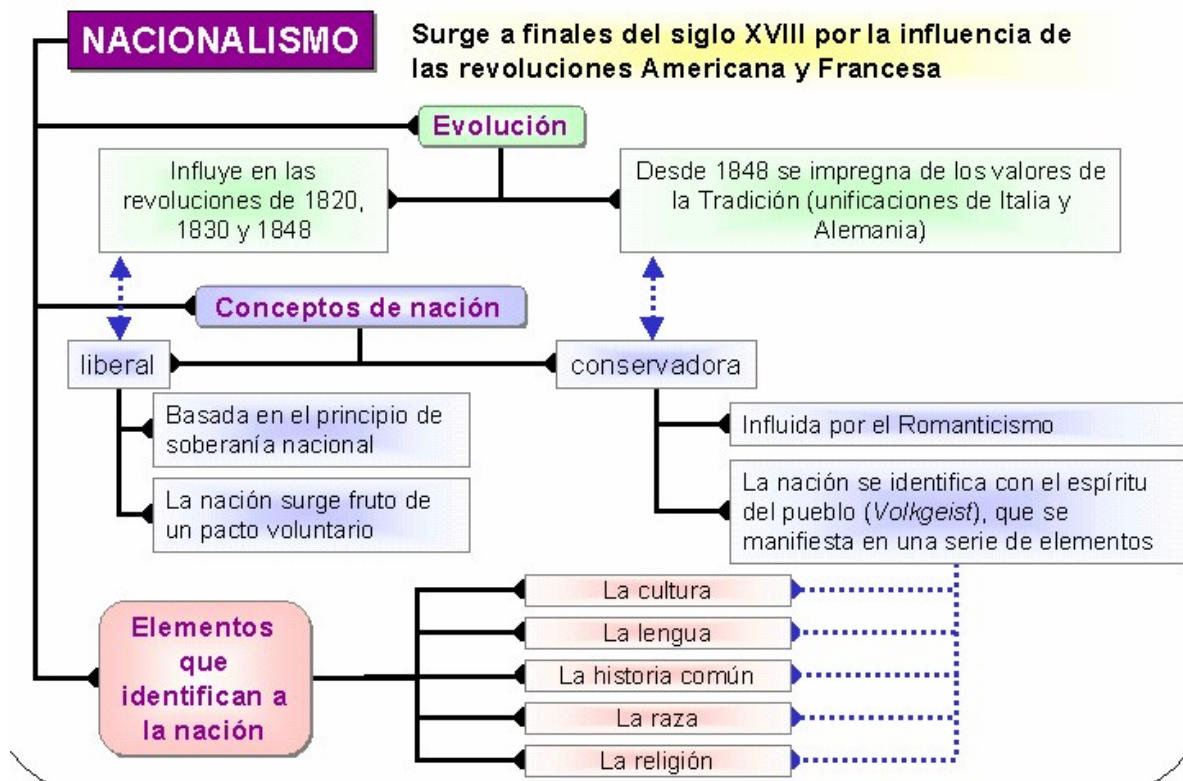 NACIONALISMO
Surge a finales del siglo XVIII por la influencia de
las revoluciones Americana y Francesa
Evolución
Influye en las
revoluciones de 1820,
1830 y 1848
Desde 1848 se impregna de los valores de
la Tradición (unificaciones de Italia y
Alemania)
Conceptos de nación
liberal
conservadora
Basada en el principio de
soberanía nacional
La nación surge fruto de
un pacto voluntario
Influida por el Romanticismo
La nación se identifica con el espíritu
del pueblo (Volkgeist), que se
manifiesta en una serie de elementos
Elementos
que
identifican a
la nación
La cultura
La lengua
La historia común
La raza
La religión